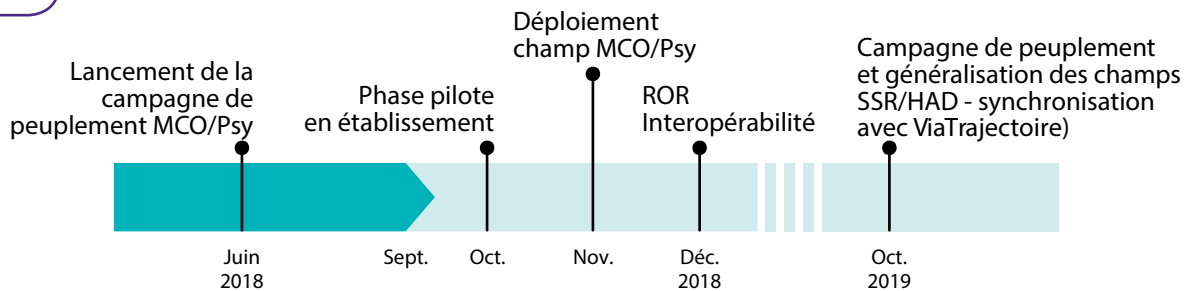 Lancement de la
campagne de
peuplement MCO/Psy
Phase pilote
en établissement
Déploiement
champ MCO/Psy
ROR
Interopérabilité
Campagne de peuplement
et généralisation des champs
SSR/HAD - synchronisation
avec ViaTrajectoire)
Juin
2018
Sept.
Oct.
Nov.
Déc.
2018
Oct.
2019